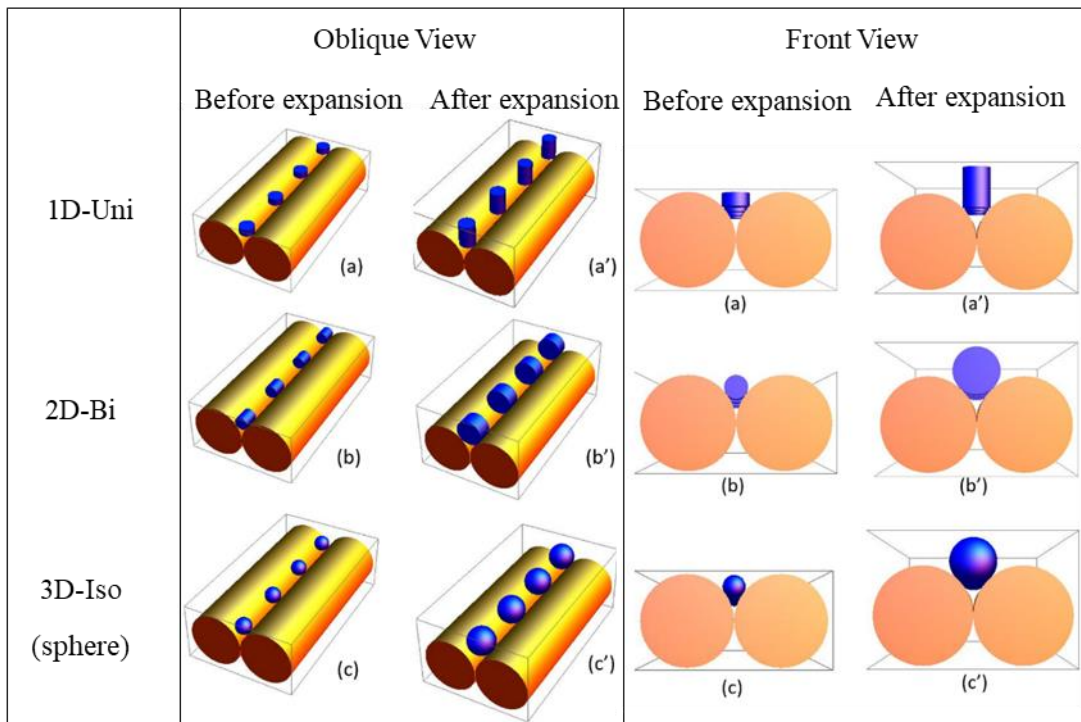 Oblique View
Front View
Before expansion
After expansion
Before expansion
After expansion
1D-Uni
(a)
(a’)
(a)
(a’)
2D-Bi
(b)
(b’)
(b)
(b’)
3D-Iso
(sphere)
(c)
(c’)
(c)
(c’)